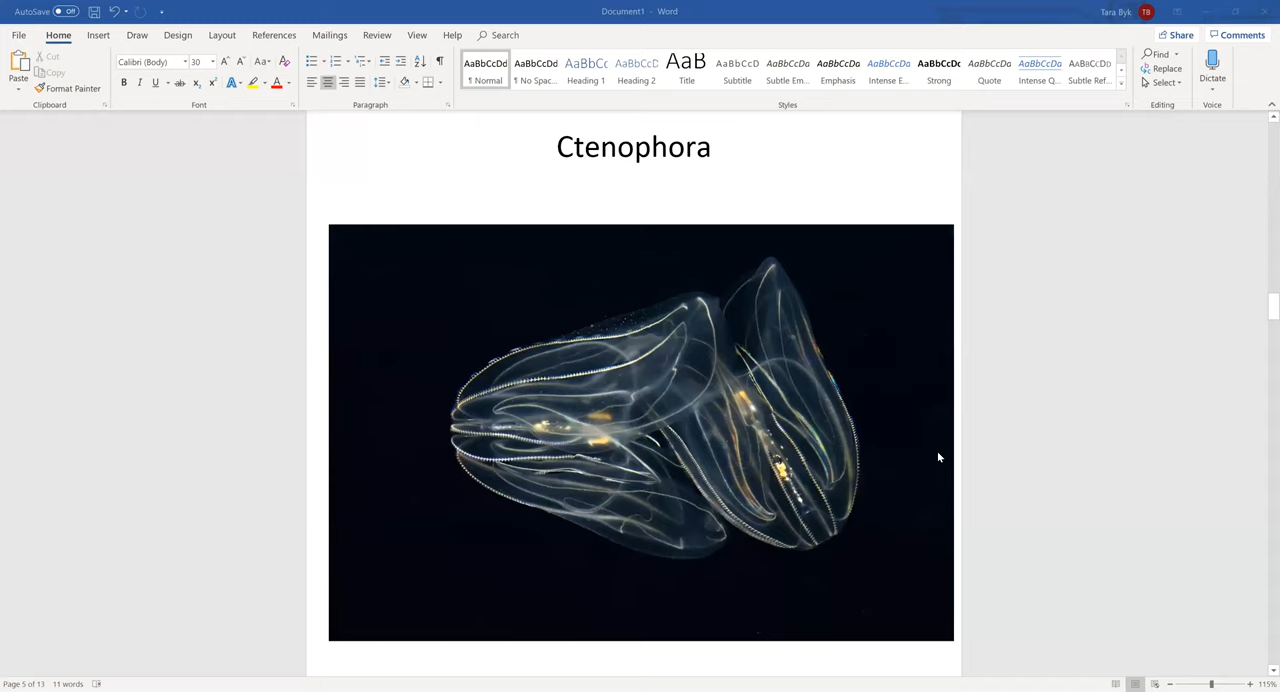 AutoSave Off Document1 - Word Tara Byk TB
File Home Insert Draw Design Layout References Mailings Review View Help Search Share Comments
Paste Cut Copy Format Painter
Calibri (Body) 30
AaBbCcDd AaBbCcDd AaBbCc AaBbCcD AaB AaBbCcD AaBbCcDd AaBbCcDd AaBbCcDd AaBbCcDc AaBbCcDd AaBbCcDd AaBbCcDd
¶ Normal ¶ No Spac... Heading 1 Heading 2 Title Subtitle Subtle Em... Emphasis Intense E... Strong Quote Intense Q... Subtle Ref...
Find Replace Select Dictate
Clipboard Font Paragraph Styles Editing Voice
Ctenophora
Page 5 of 13 11 words 115%